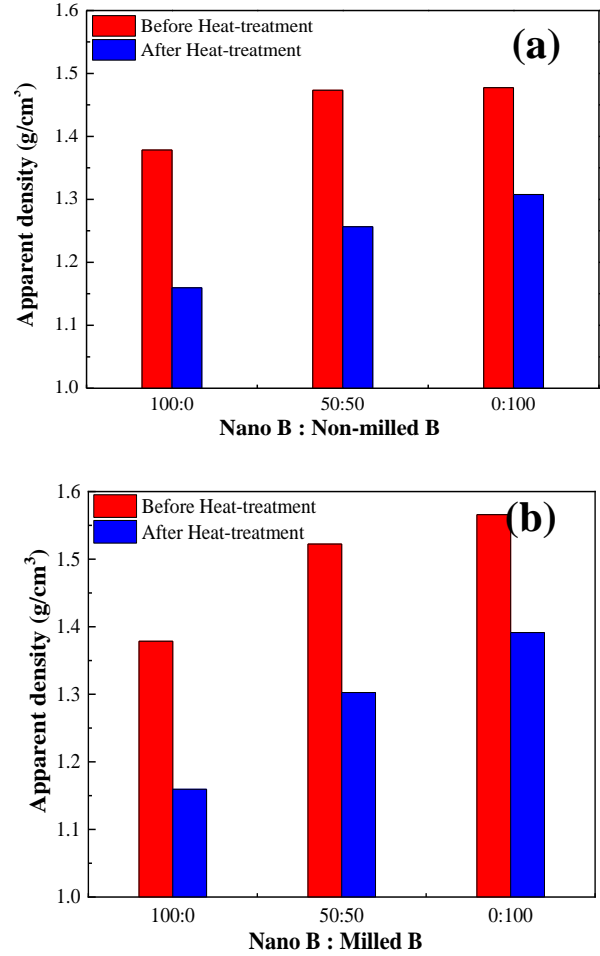 1.6
Before Heat-treatment
(a)
After Heat-treatment
1.5
1.4
1.3
1.2
1.1
1.0
Apparent density (g/cm³)
100:0 50:50 0:100
Nano B : Non-milled B
1.6
Before Heat-treatment
(b)
After Heat-treatment
1.5
1.4
1.3
1.2
1.1
1.0
Apparent density (g/cm³)
100:0 50:50 0:100
Nano B : Milled B